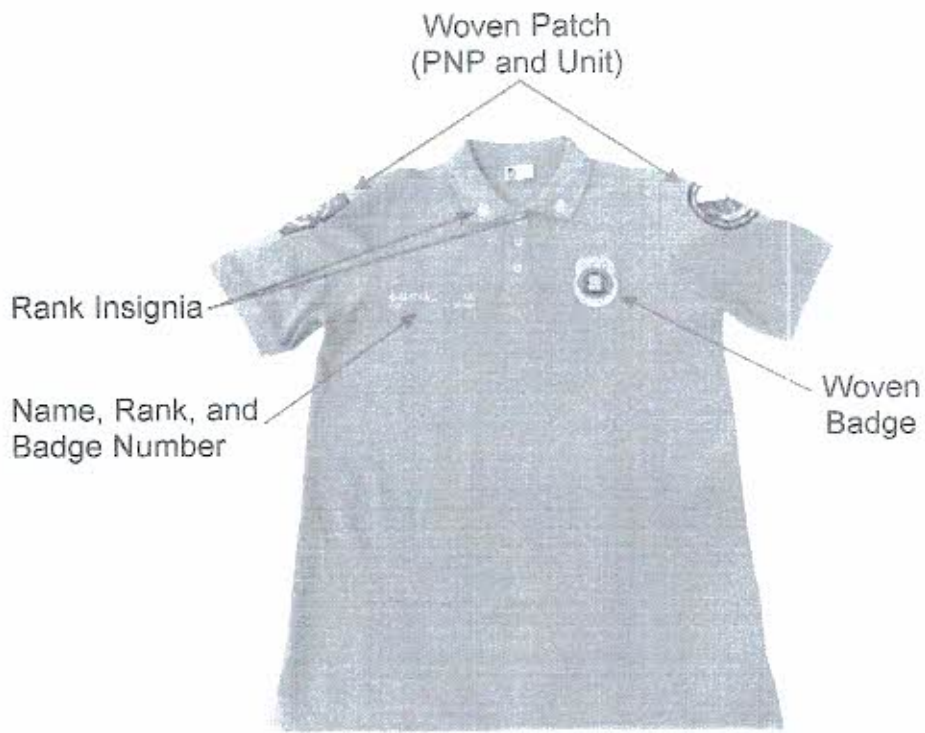 Woven Patch
(PNP and Unit)
Rank Insignia
Name, Rank, and
Badge Number
Woven
Badge